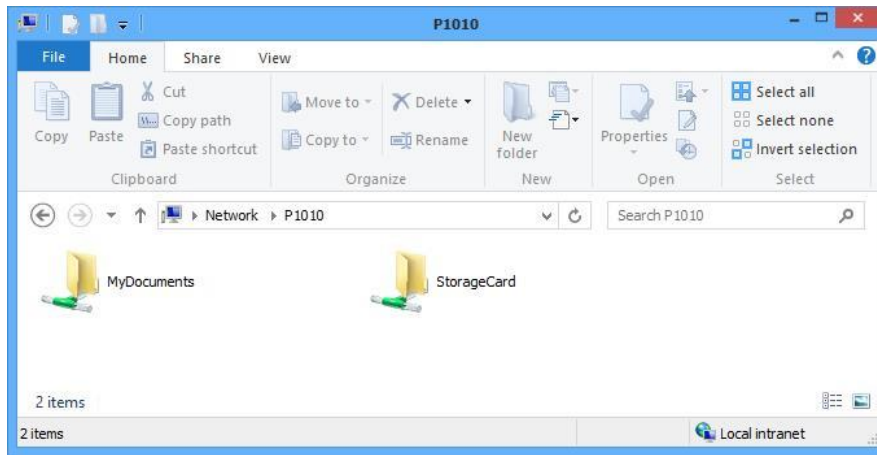 P1010
File Home Share View
Copy
Paste
Cut
Copy path
Paste shortcut
Clipboard
Move to
Copy to
Delete
Rename
Organize
New
folder
New
Properties
Open
Select all
Select none
Invert selection
Select
Network P1010
Search P1010
MyDocuments
StorageCard
2 items
2 items
Local intranet